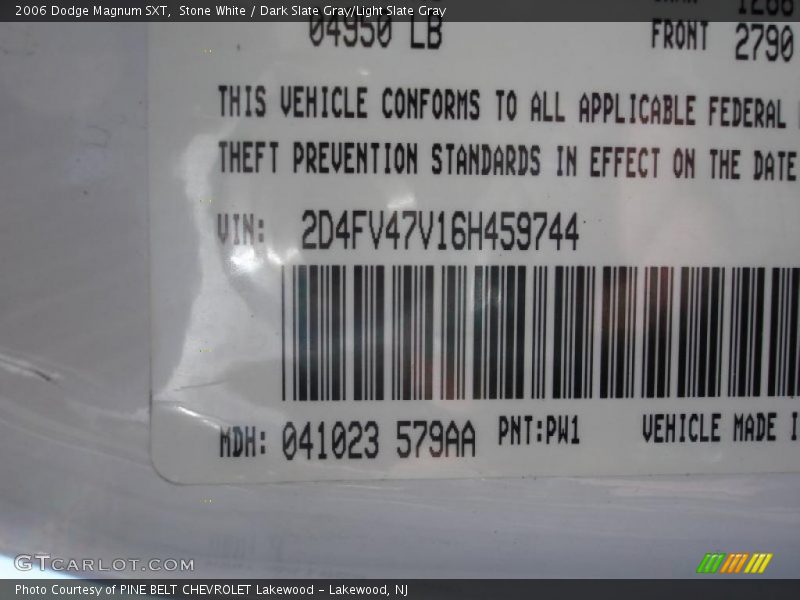 2006 Dodge Magnum SXT, Stone White / Dark Slate Gray/Light Slate Gray
04950 LB
FRONT 2790
THIS VEHICLE CONFORMS TO ALL APPLICABLE FEDERAL
THEFT PREVENTION STANDARDS IN EFFECT ON THE DATE
VIN: 2D4FV47V16H459744
MDH: 041023 579AA PNT:PW1 VEHICLE MADE I
GTCARLOT.COM
Photo Courtesy of PINE BELT CHEVROLET Lakewood - Lakewood, NJ